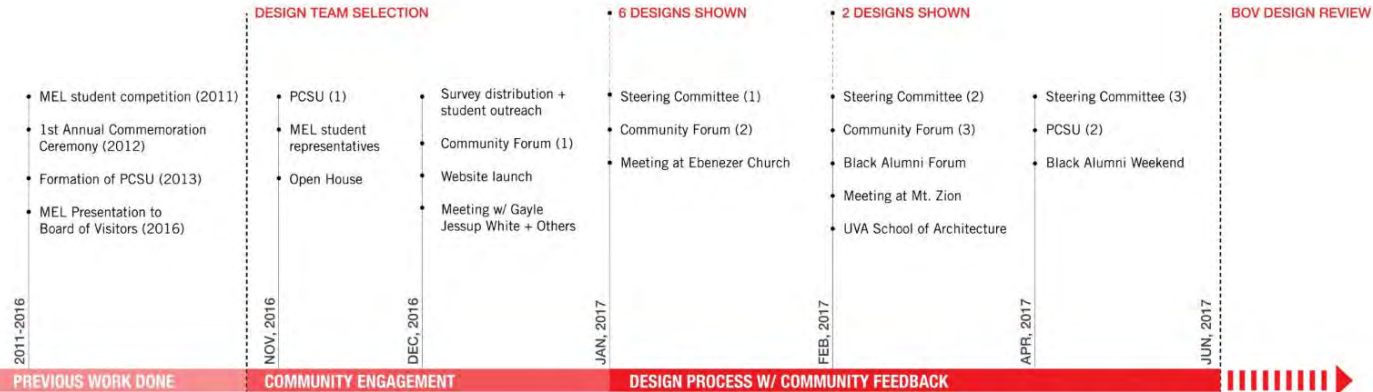 DESIGN TEAM SELECTION
• 6 DESIGNS SHOWN
• 2 DESIGNS SHOWN
BOV DESIGN REVIEW
• MEL student competition (2011)
• 1st Annual Commemoration
Ceremony (2012)
• Formation of PCSU (2013)
• MEL Presentation to
Board of Visitors (2016)
• PCSU (1)
• MEL student
representatives
• Open House
• Survey distribution +
student outreach
• Community Forum (1)
• Website launch
• Meeting w/ Gayle
Jessup White + Others
• Steering Committee (1)
• Community Forum (2)
• Meeting at Ebenezer Church
• Steering Committee (2)
• Community Forum (3)
• Black Alumni Forum
• Meeting at Mt. Zion
• UVA School of Architecture
• Steering Committee (3)
• PCSU (2)
• Black Alumni Weekend
2011-2016
NOV, 2016
DEC, 2016
JAN, 2017
FEB, 2017
APR, 2017
JUN, 2017
PREVIOUS WORK DONE
COMMUNITY ENGAGEMENT
DESIGN PROCESS W/ COMMUNITY FEEDBACK